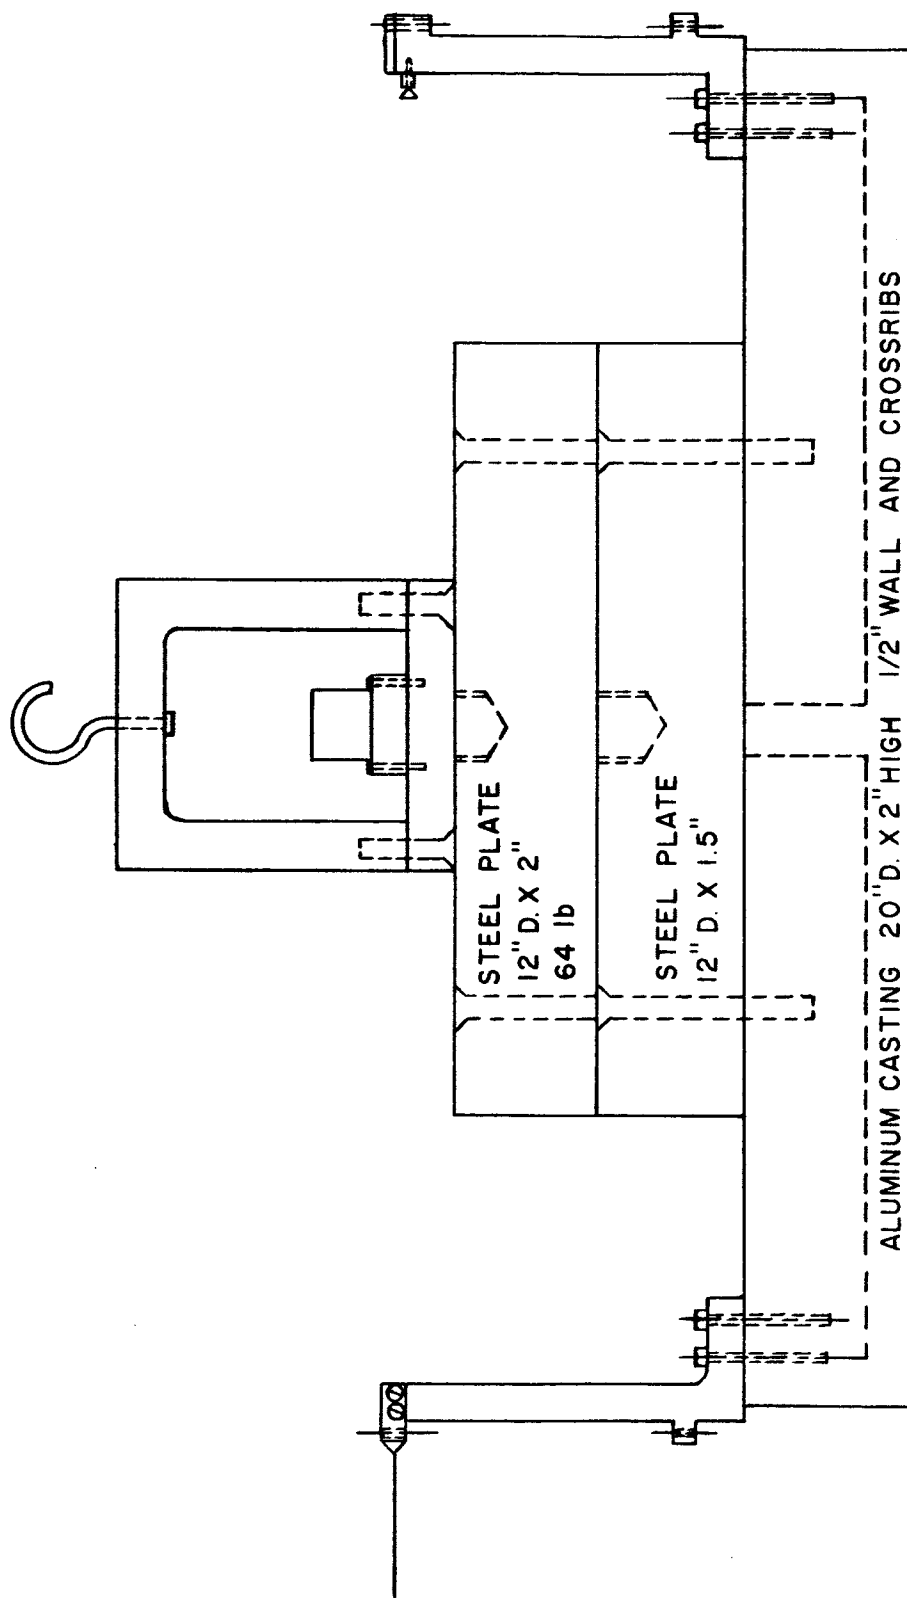 STEEL PLATE
12" D. X 2"
64 lb
STEEL PLATE
12" D. X 1.5"
ALUMINUM CASTING 20" D. X 2" HIGH 1/2" WALL AND CROSSRIBS